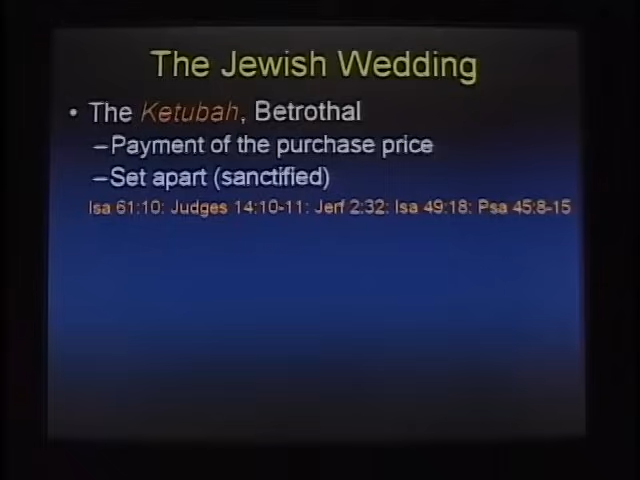 The Jewish Wedding
• The Ketubah, Betrothal
–Payment of the purchase price
–Set apart (sanctified)
Isa 61:10: Judges 14:10-11: Jerf 2:32: Isa 49:18: Psa 45:8-15